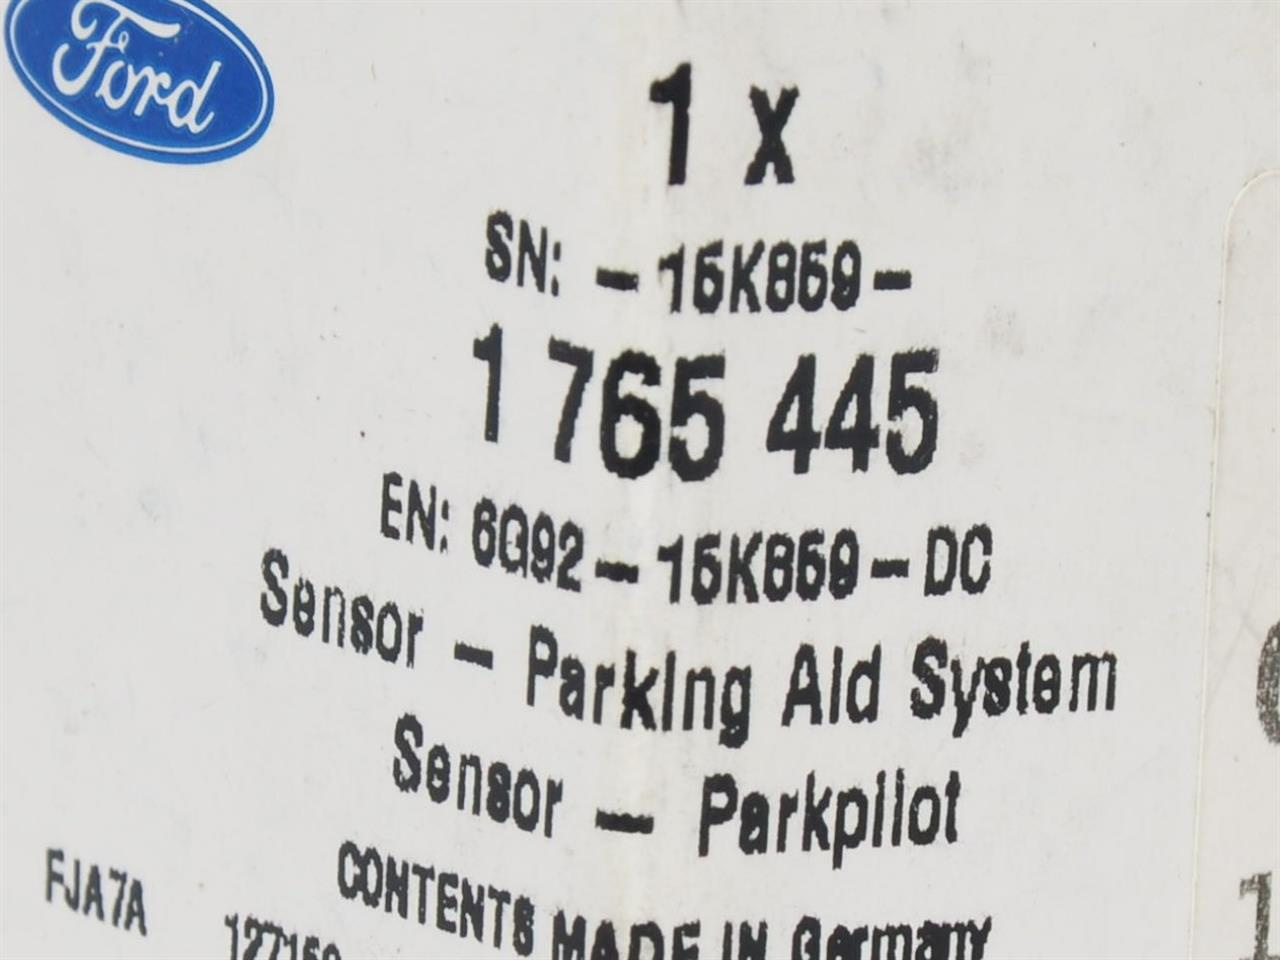 Ford
1 X
SN: - 15K859-
1 765 445
EN: 6G92-15K859-DC
Sensor - Parking Aid System
Sensor - Parkpilot
CONTENTS MADE IN Germany
FJA7A